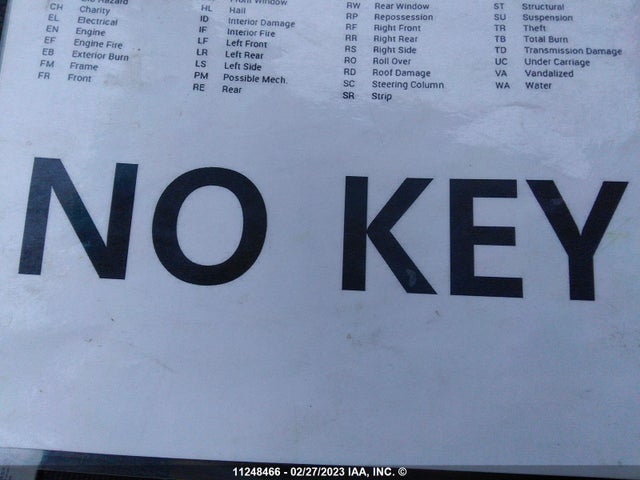 Hazard Front Window RW Rear Window ST Structural
CH Charity HL Hail RP Repossession SU Suspension
EL Electrical ID Interior Damage RF Right Front TR Theft
EN Engine IF Interior Fire RR Right Rear TB Total Burn
EF Engine Fire LF Left Front RS Right Side TD Transmission Damage
EB Exterior Burn LR Left Rear RO Roll Over UC Under Carriage
FM Frame LS Left Side RD Roof Damage VA Vandalized
FR Front PM Possible Mech. SC Steering Column WA Water
RE Rear SR Strip
NO KEY
11248466 - 02/27/2023 IAA, INC. ©